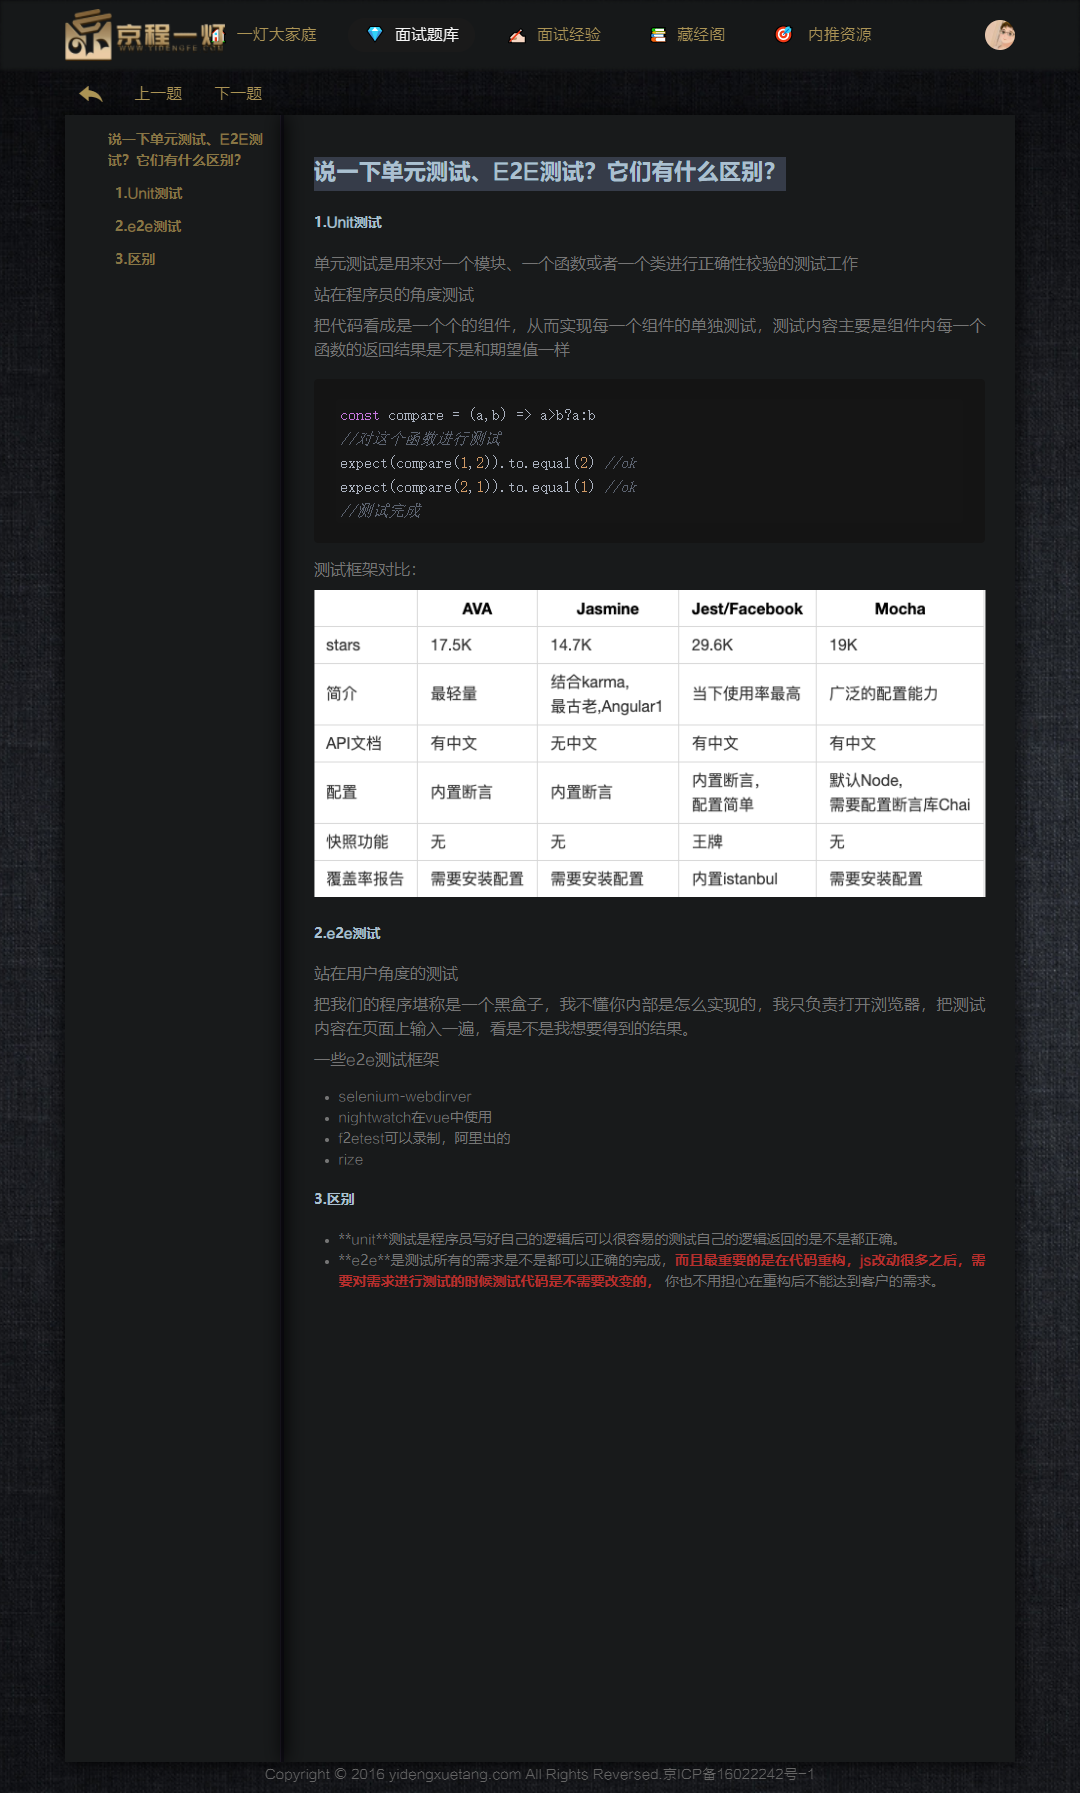 京程一灯
WWW.YIDENGFE.COM
一灯大家庭
面试题库
面试经验
藏经阁
内推资源
上一题
下一题
说一下单元测试、E2E测
试？它们有什么区别？
1.Unit测试
2.e2e测试
3.区别
说一下单元测试、E2E测试？它们有什么区别？
1.Unit测试
单元测试是用来对一个模块、一个函数或者一个类进行正确性校验的测试工作
站在程序员的角度测试
把代码看成是一个个的组件，从而实现每一个组件的单独测试，测试内容主要是组件内每一个
函数的返回结果是不是和期望值一样
const compare = (a,b) => a>b?a:b
//对这个函数进行测试
expect(compare(1,2)).to.equal(2) //ok
expect(compare(2,1)).to.equal(1) //ok
//测试完成
测试框架对比：
AVA Jasmine Jest/Facebook Mocha
stars 17.5K 14.7K 29.6K 19K
简介 最轻量 结合karma, 当下使用率最高 广泛的配置能力
最古老,Angular1
API文档 有中文 无中文 有中文 有中文
配置 内置断言 内置断言 内置断言, 默认Node,
配置简单 需要配置断言库Chai
快照功能 无 无 王牌 无
覆盖率报告 需要安装配置 需要安装配置 内置istanbul 需要安装配置
2.e2e测试
站在用户角度的测试
把我们的程序堪称是一个黑盒子，我不懂你内部是怎么实现的，我只负责打开浏览器，把测试
内容在页面上输入一遍，看是不是我想要得到的结果。
一些e2e测试框架
• selenium-webdirver
• nightwatch在vue中使用
• f2etest可以录制，阿里出的
• rize
3.区别
• **unit**测试是程序员写好自己的逻辑后可以很容易的测试自己的逻辑返回的是不是都正确。
• **e2e**是测试所有的需求是不是都可以正确的完成，而且最重要的是在代码重构，js改动很多之后，需
要对需求进行测试的时候测试代码是不需要改变的， 你也不用担心在重构后不能达到客户的需求。
Copyright © 2016 yidengxuetang.com All Rights Reversed.京ICP备16022242号-1